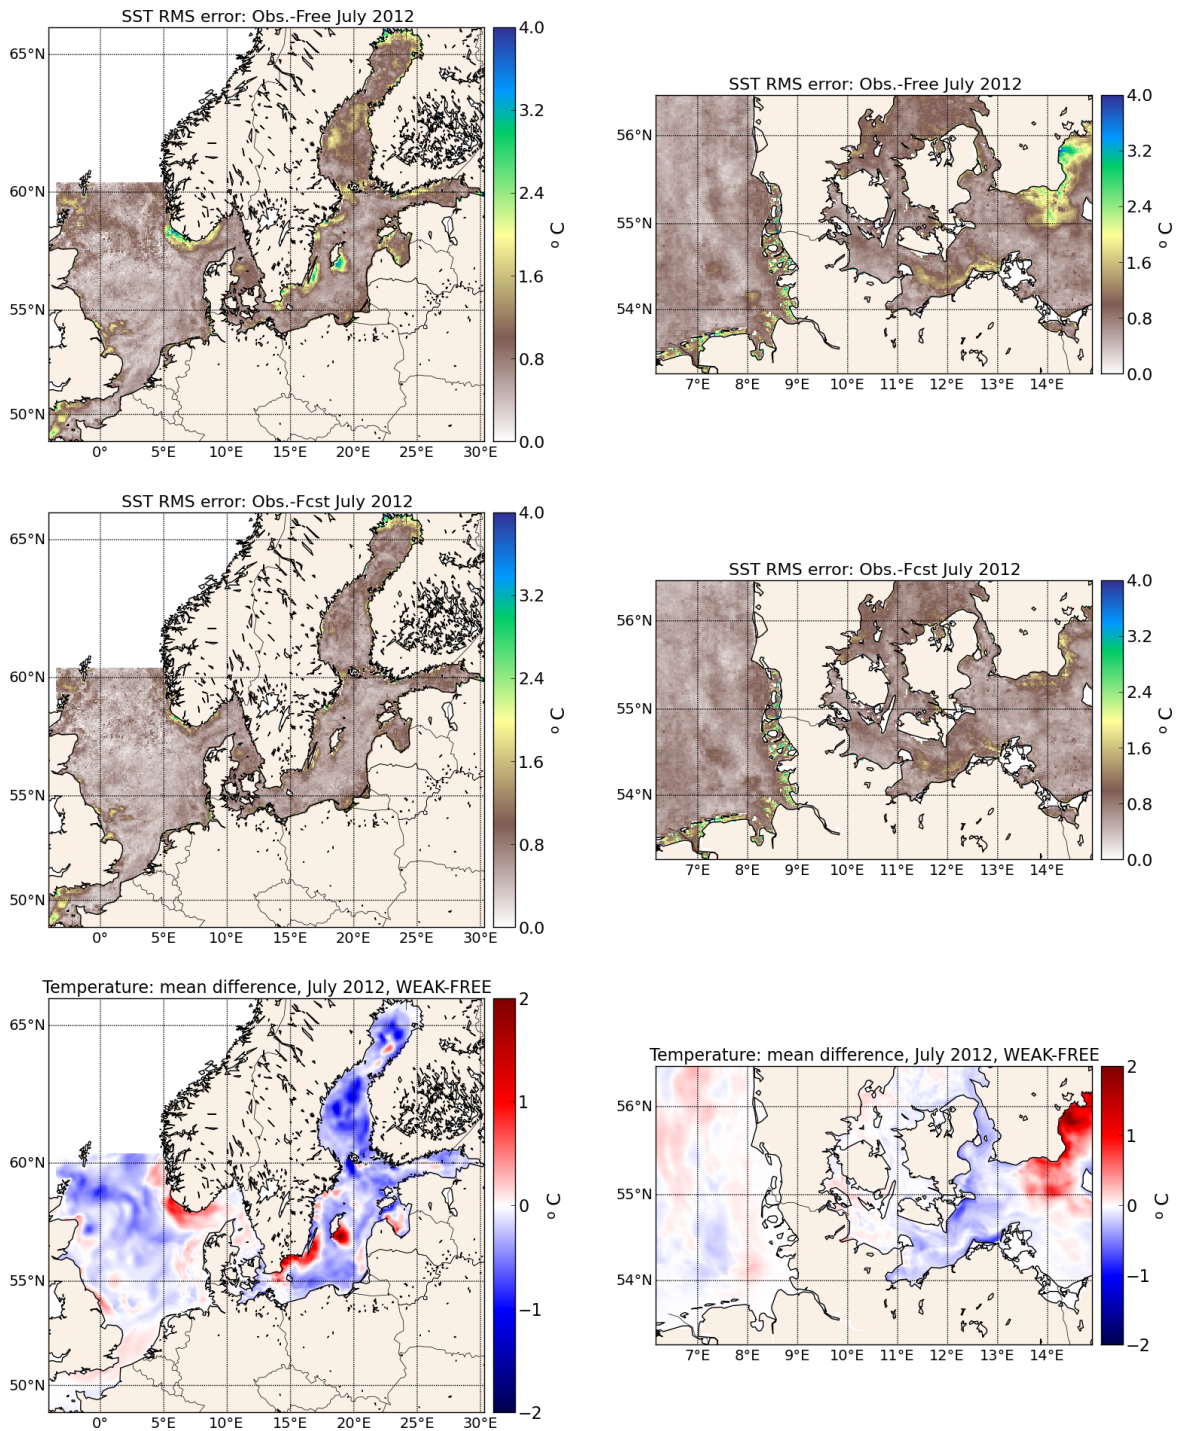 SST RMS error: Obs.-Free July 2012
65°N
60°N
55°N
50°N
0° 5°E 10°E 15°E 20°E 25°E 30°E
4.0
3.2
2.4
1.6
0.8
0.0
° C
SST RMS error: Obs.-Free July 2012
56°N
55°N
54°N
7°E 8°E 9°E 10°E 11°E 12°E 13°E 14°E
4.0
3.2
2.4
1.6
0.8
0.0
° C
SST RMS error: Obs.-Fcst July 2012
65°N
60°N
55°N
50°N
0° 5°E 10°E 15°E 20°E 25°E 30°E
4.0
3.2
2.4
1.6
0.8
0.0
° C
SST RMS error: Obs.-Fcst July 2012
56°N
55°N
54°N
7°E 8°E 9°E 10°E 11°E 12°E 13°E 14°E
4.0
3.2
2.4
1.6
0.8
0.0
° C
Temperature: mean difference, July 2012, WEAK-FREE
65°N
60°N
55°N
50°N
0° 5°E 10°E 15°E 20°E 25°E 30°E
2
1
0
−1
−2
° C
Temperature: mean difference, July 2012, WEAK-FREE
56°N
55°N
54°N
7°E 8°E 9°E 10°E 11°E 12°E 13°E 14°E
2
1
0
−1
−2
° C